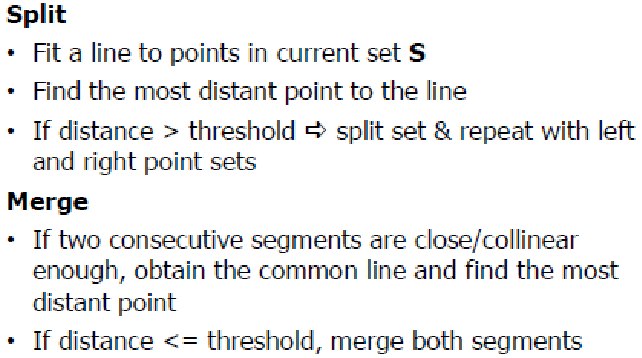 Split
• Fit a line to points in current set S
• Find the most distant point to the line
• If distance > threshold ⇨ split set & repeat with left
and right point sets
Merge
• If two consecutive segments are close/collinear
enough, obtain the common line and find the most
distant point
• If distance <= threshold, merge both segments